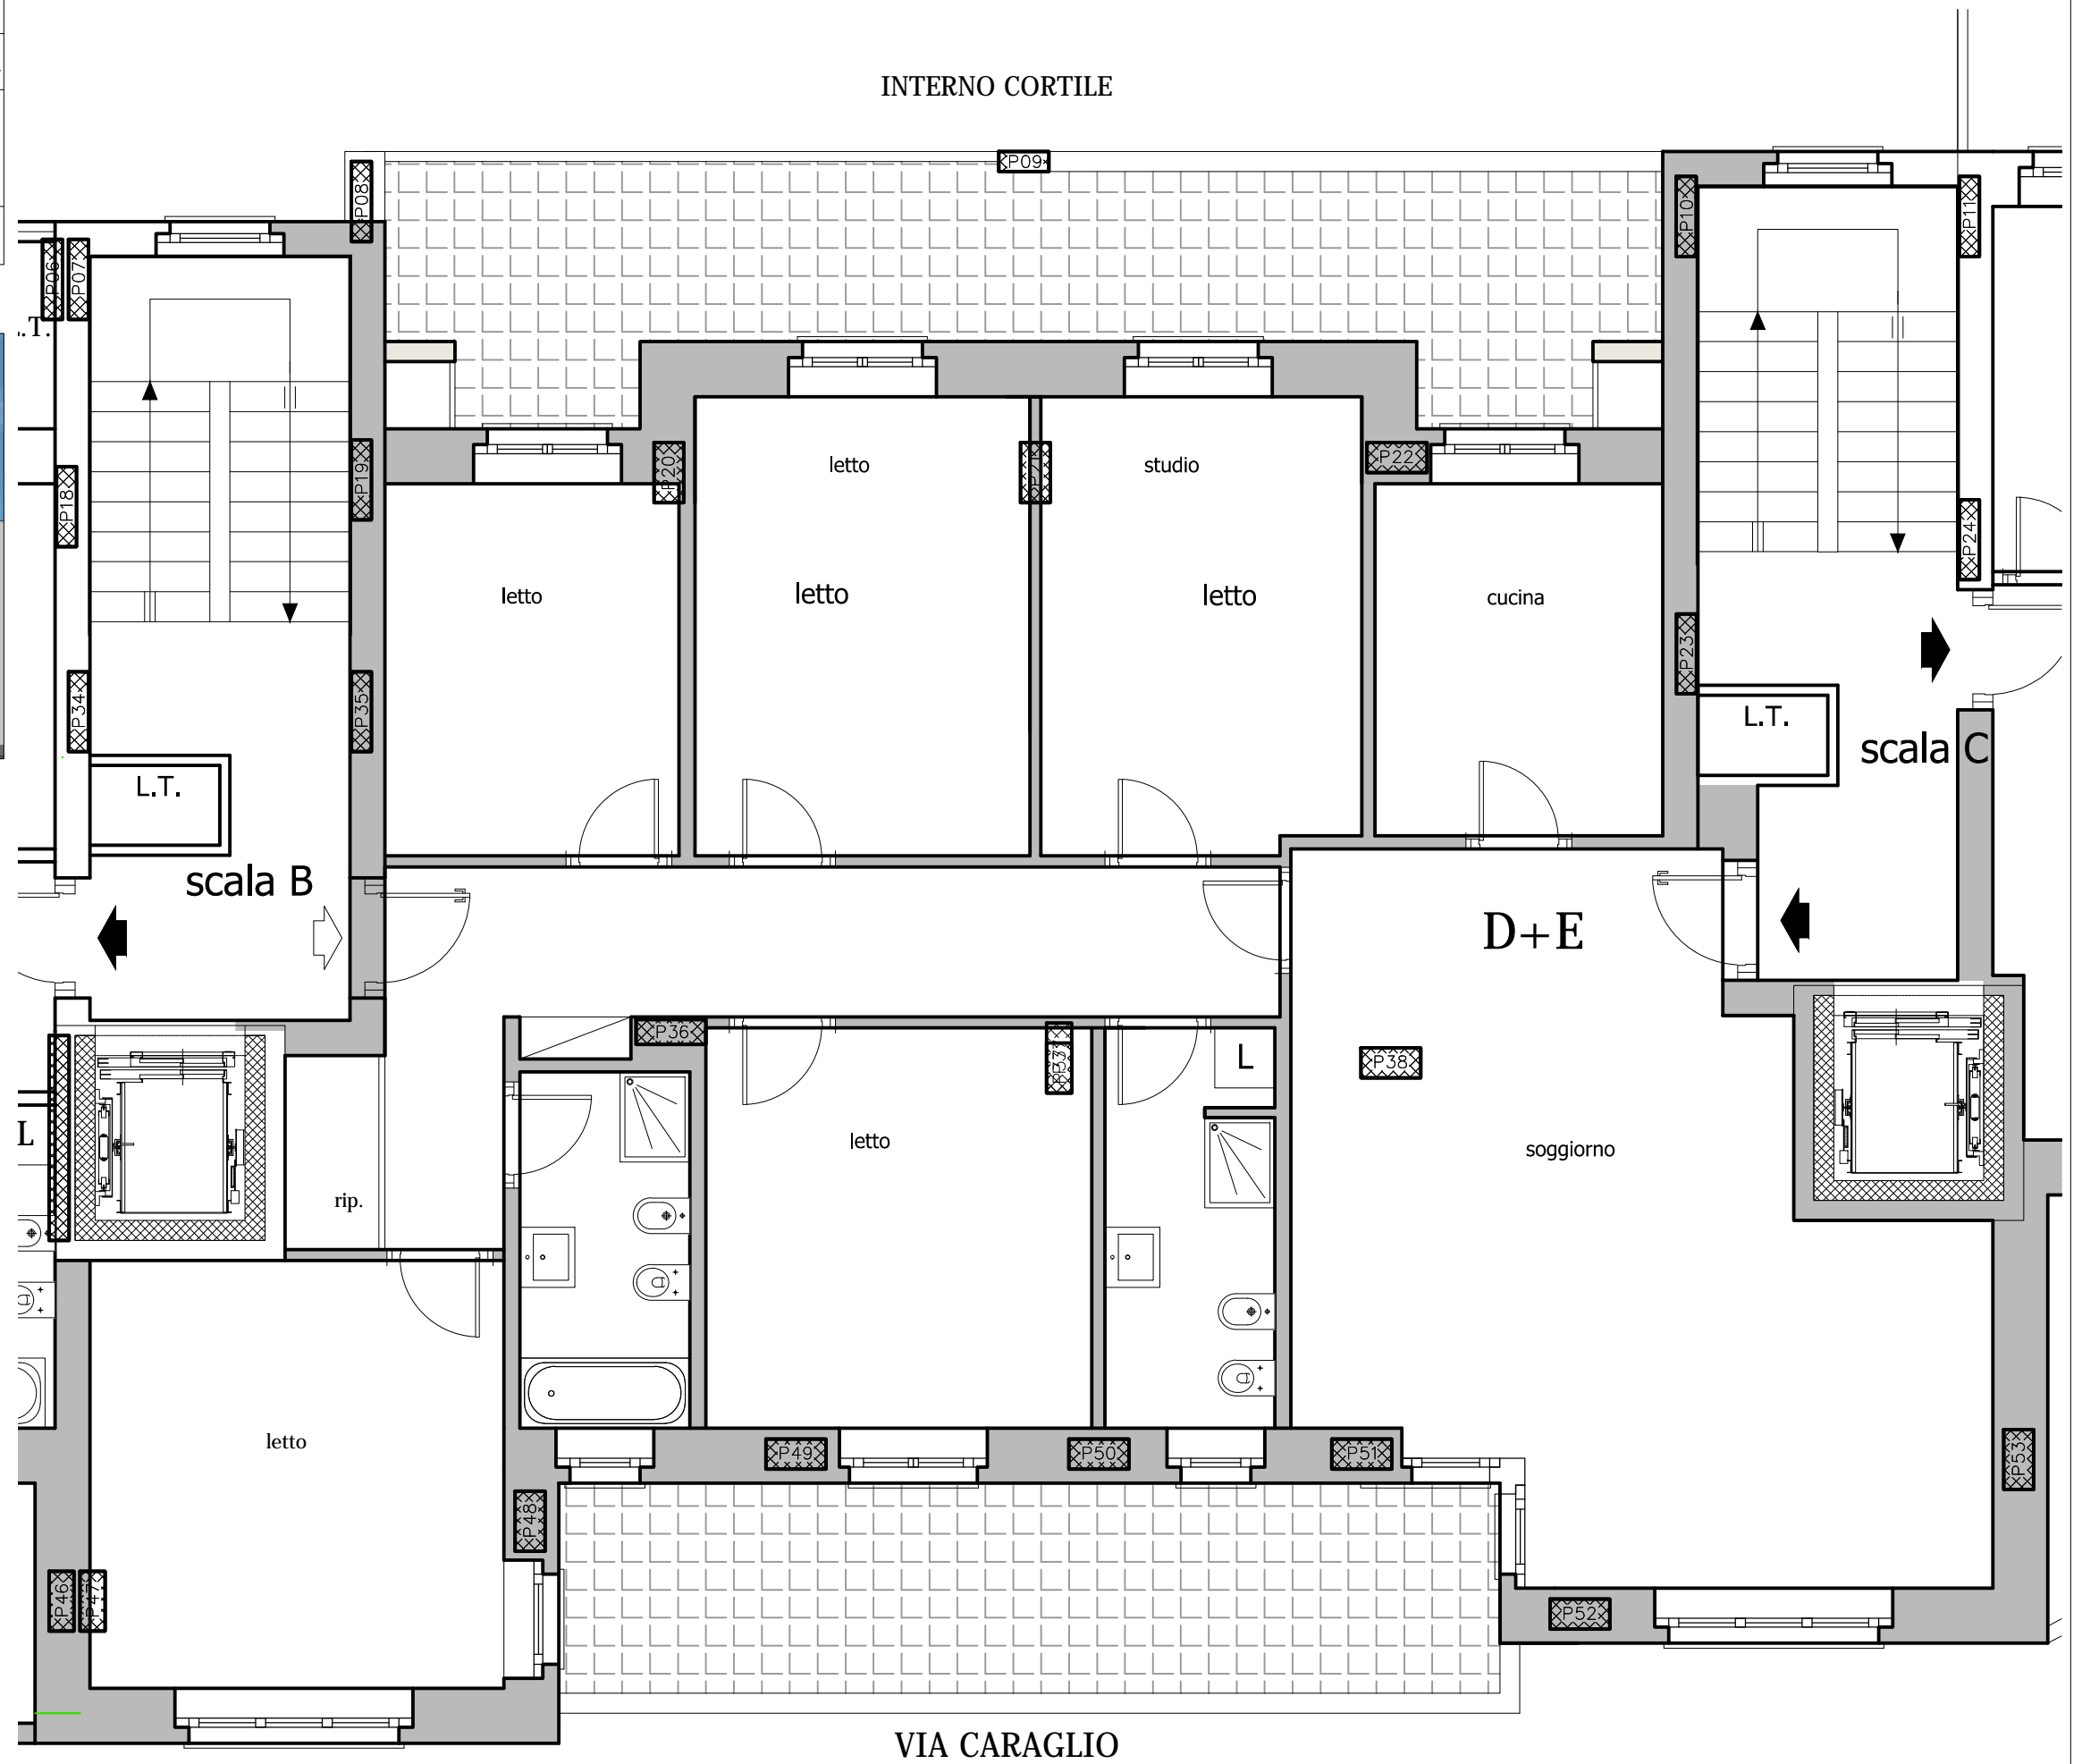 INTERNO CORTILE
P09
P08
P10
P11
P06
P07
.T.
P18
P19
P20
letto
studio
P22
P24
letto
letto
letto
cucina
P23
P34
P35
L.T.
L.T.
scala C
scala B
D+E
P36
P38
L
L
letto
soggiorno
rip.
letto
P49
P50
P51
P53
P48
P46
P47
P52
VIA CARAGLIO